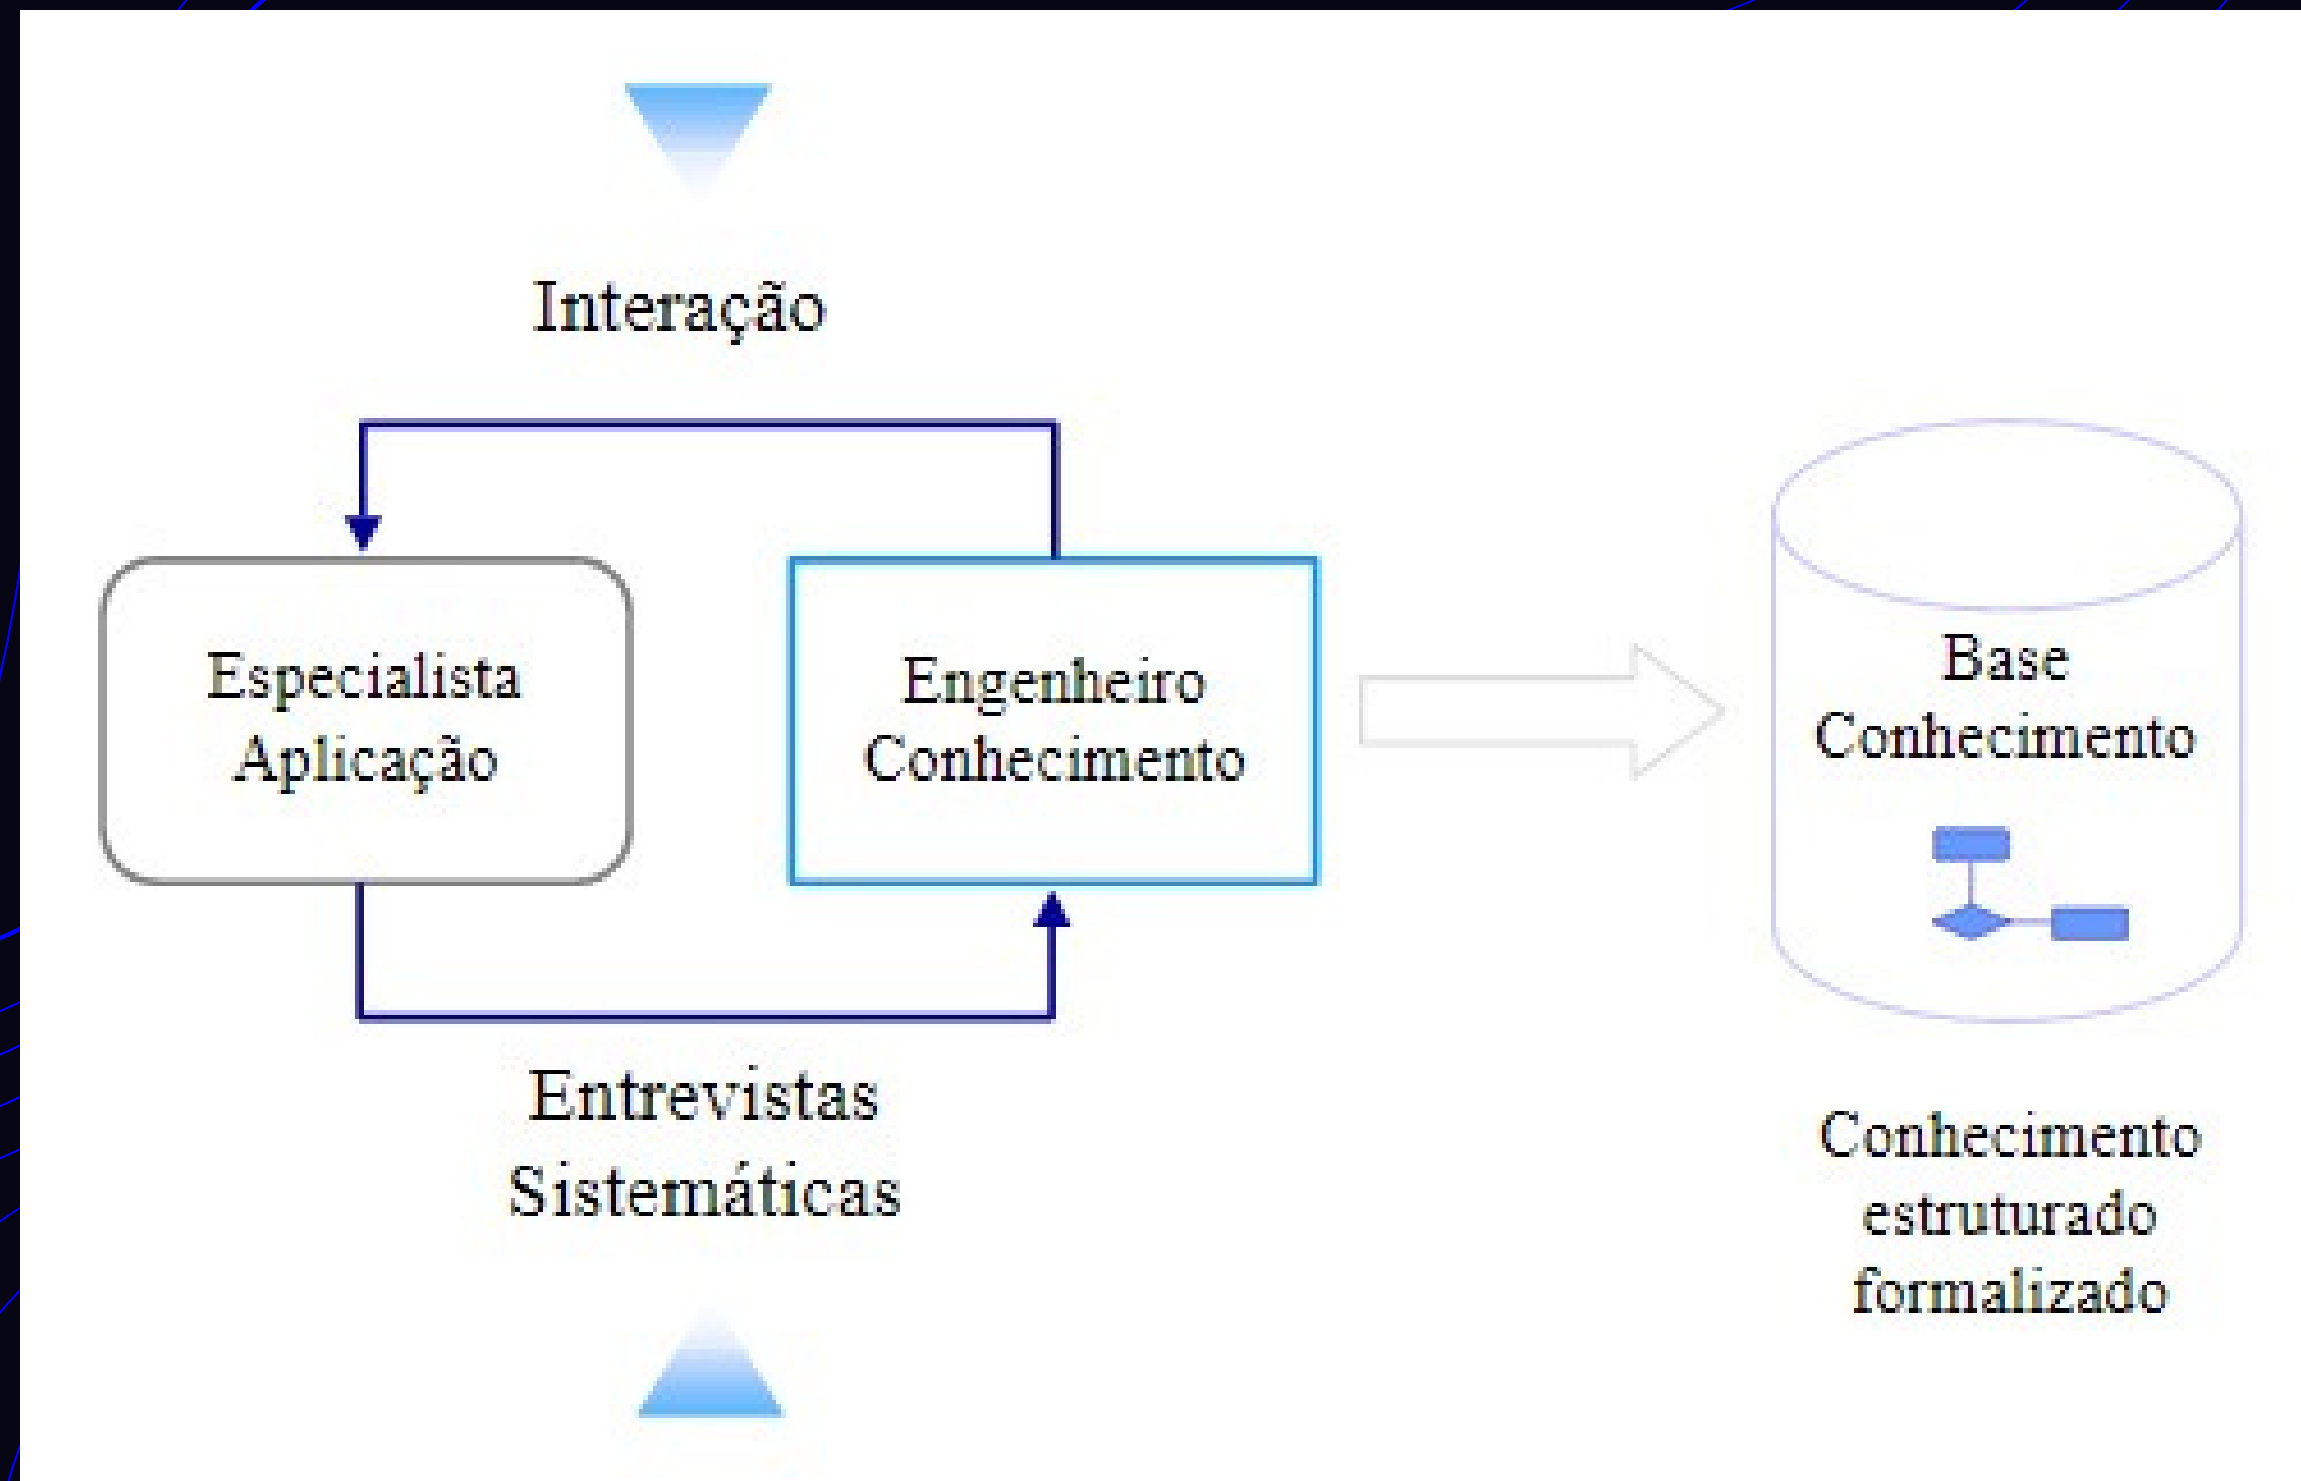 Interação
Especialista
Aplicação
Engenheiro
Conhecimento
Base
Conhecimento
Entrevistas
Sistemáticas
Conhecimento
estruturado
formalizado